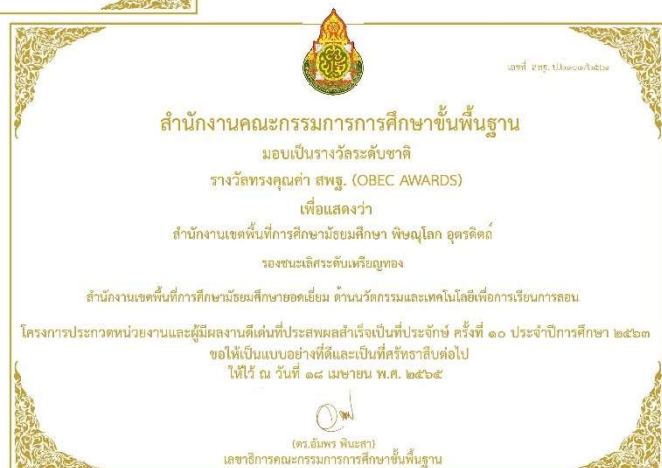 เลขที่ สพฐ.
สำนักงานคณะกรรมการการศึกษาขั้นพื้นฐาน
มอบเป็นรางวัลระดับชาติ
รางวัลทรงคุณค่า สพฐ. (OBEC AWARDS)
เพื่อแสดงว่า
สำนักงานเขตพื้นที่การศึกษามัธยมศึกษา พิษณุโลก อุตรดิตถ์
รองชนะเลิศระดับเหรียญทอง
สำนักงานเขตพื้นที่การศึกษามัธยมศึกษายอดเยี่ยม ด้านนวัตกรรมและเทคโนโลยีเพื่อการเรียนการสอน
โครงการประกวดหน่วยงานและผู้มีผลงานดีเด่นที่ประสพผลสำเร็จเป็นที่ประจักษ์ ครั้งที่ ๑๐ ประจำปีการศึกษา ๒๕๖๓
ขอให้เป็นแบบอย่างที่ดีและเป็นที่ศรัทธาสืบต่อไป
ให้ไว้ ณ วันที่ ๑๘ เมษายน พ.ศ. ๒๕๖๕
(ดร.อัมพร พินะสา)
เลขาธิการคณะกรรมการการศึกษาขั้นพื้นฐาน